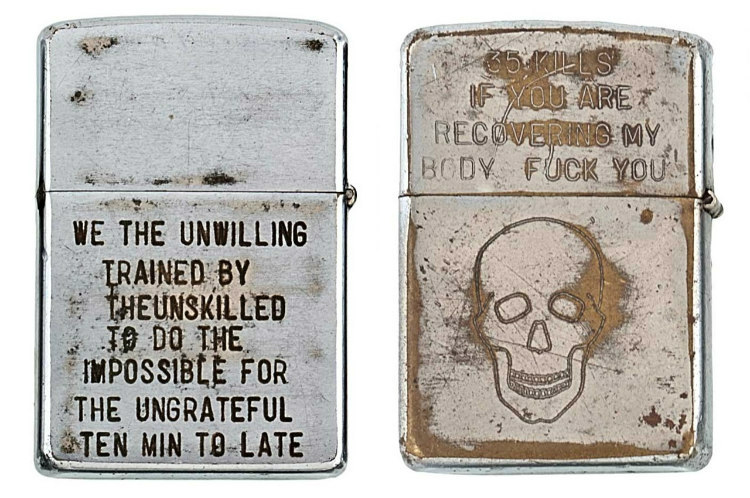 WE THE UNWILLING
TRAINED BY
THEUNSKILLED
TO DO THE
IMPOSSIBLE FOR
THE UNGRATEFUL
TEN MIN TO LATE
35 KILLS
IF YOU ARE
RECOVERING MY
BODY FUCK YOU